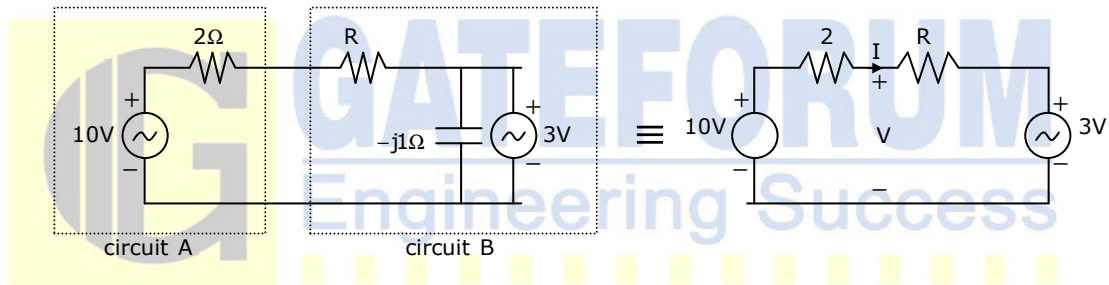 GATEFORUM
Engineering Success
2Ω R
+ +
10V −j1Ω 3V
− −
circuit A circuit B
≡
2 I R
+ + +
10V V 3V
− − −